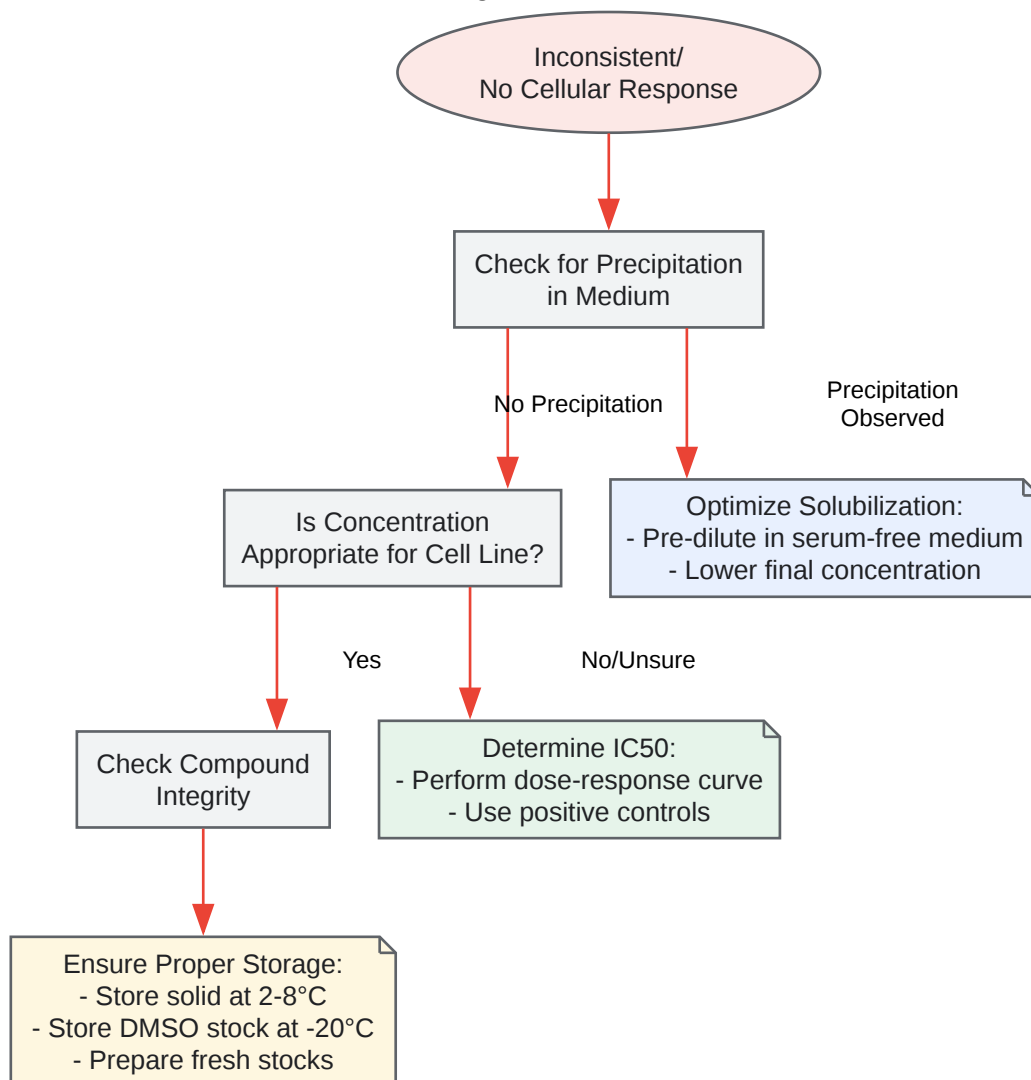 Inconsistent/
No Cellular Response
Check for Precipitation
in Medium
No Precipitation
Precipitation
Observed
Is Concentration
Appropriate for Cell Line?
Optimize Solubilization:
- Pre-dilute in serum-free medium
- Lower final concentration
Yes
No/Unsure
Check Compound
Integrity
Determine IC50:
- Perform dose-response curve
- Use positive controls
Ensure Proper Storage:
- Store solid at 2-8°C
- Store DMSO stock at -20°C
- Prepare fresh stocks